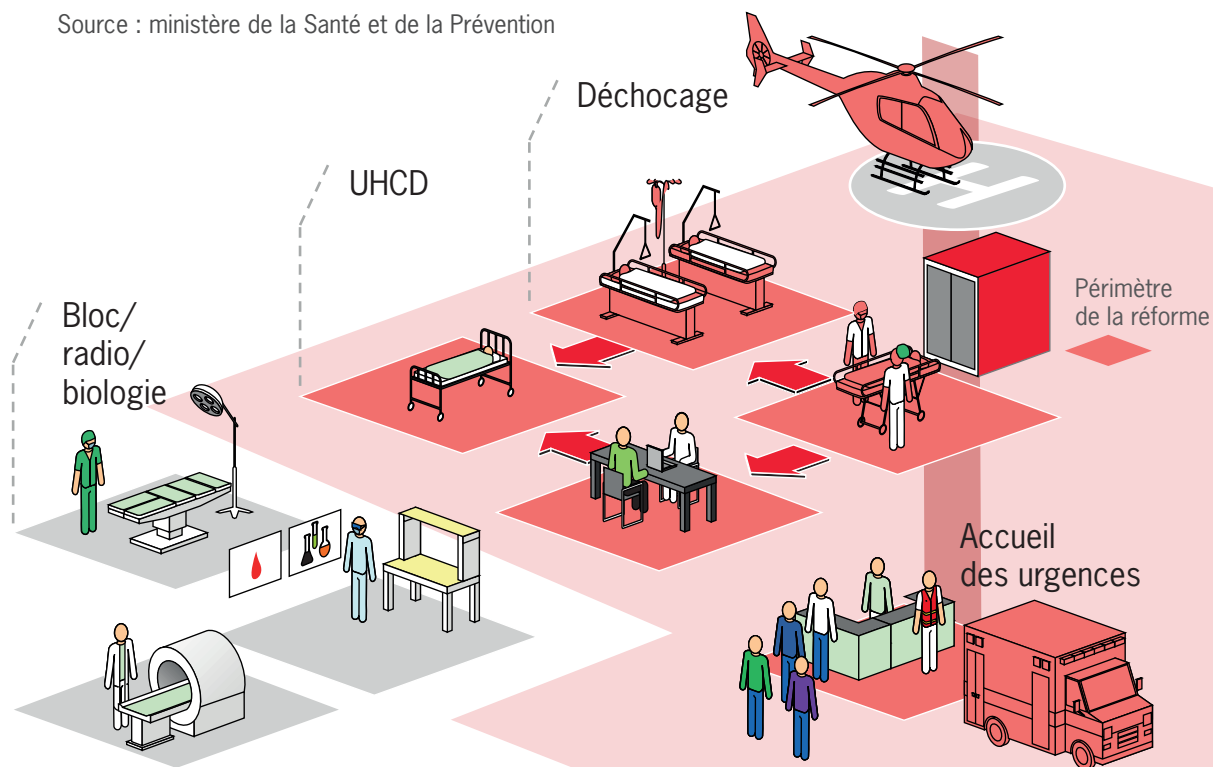 Source : ministère de la Santé et de la Prévention
Déchocage
UHCD
Bloc/
radio/
biologie
Périmètre
de la réforme
Accueil
des urgences
H